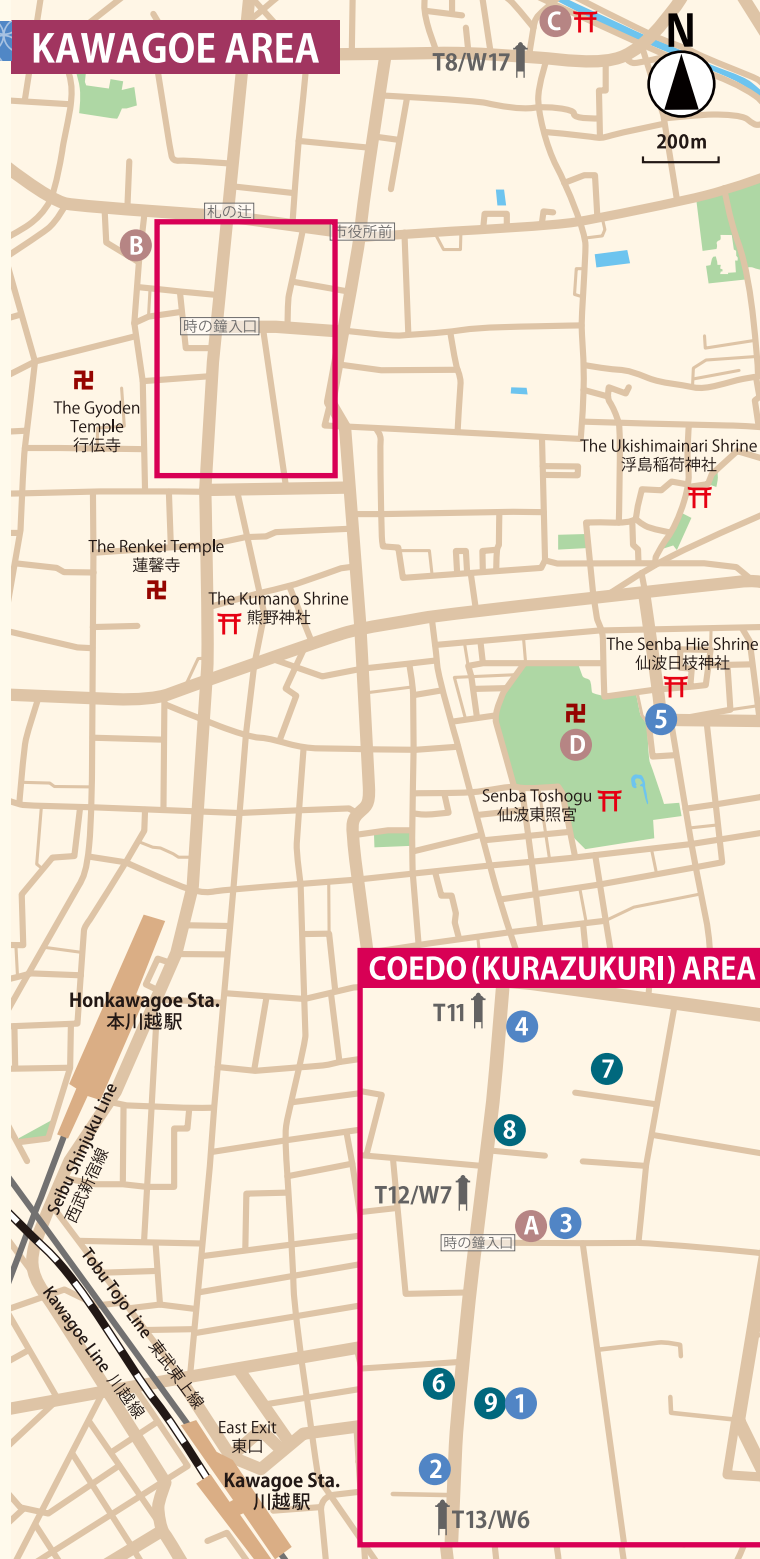 KAWAGOE AREA
C
T8/W17
N
200m
札の辻
市役所前
B
時の鐘入口
The Gyoden
Temple
行伝寺
The Ukishimainari Shrine
浮島稲荷神社
The Renkei Temple
蓮馨寺
The Kumano Shrine
熊野神社
The Senba Hie Shrine
仙波日枝神社
5
D
Senba Toshogu
仙波東照宮
Honkawagoe Sta.
本川越駅
Seibu Shinjuku Line
西武新宿線
Tobu Tojo Line 東武東上線
Kawagoe Line 川越線
East Exit
東口
Kawagoe Sta.
川越駅
COEDO (KURAZUKURI) AREA
T11
4
7
8
T12/W7
A
3
時の鐘入口
6
9
1
2
T13/W6